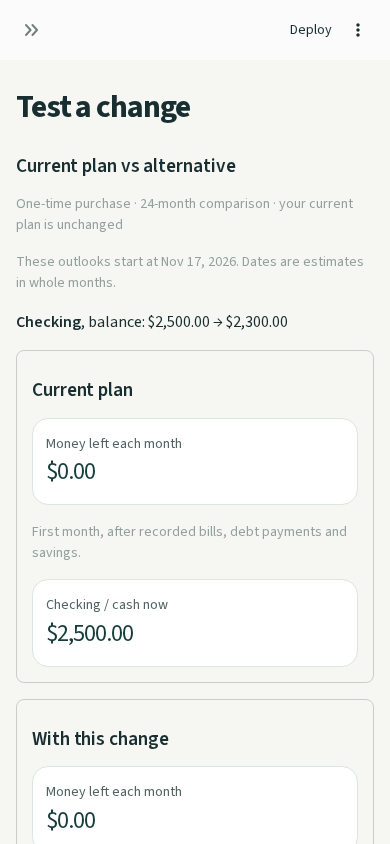 Deploy
Test a change
Current plan vs alternative
One-time purchase · 24-month comparison · your current
plan is unchanged
These outlooks start at Nov 17, 2026. Dates are estimates
in whole months.
Checking, balance: $2,500.00 → $2,300.00
Current plan
Money left each month
$0.00
First month, after recorded bills, debt payments and
savings.
Checking / cash now
$2,500.00
With this change
Money left each month
$0.00